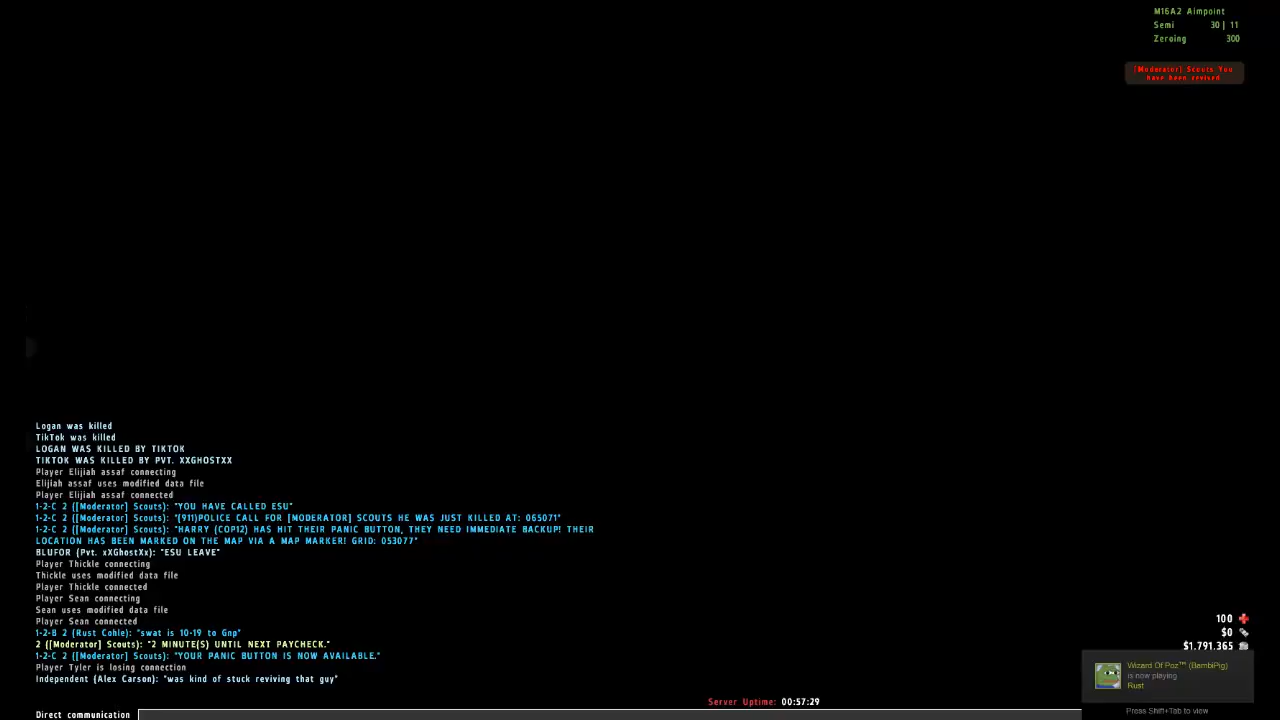 M16A2 Aimpoint
Semi 30| 11
Zeroing 300
[Moderator] Scouts You
have been revived
Logan was killed
TikTok was killed
LOGAN WAS KILLED BY TIKTOK
TIKTOK WAS KILLED BY PVT. XXGHOSTXX
Player Elijiah assaf connecting
Elijiah assaf uses modified data file
Player Elijiah assaf connected
1-2-C 2 ([Moderator] Scouts): "YOU HAVE CALLED ESU"
1-2-C 2 ([Moderator] Scouts): "(911)POLICE CALL FOR [MODERATOR] SCOUTS HE WAS JUST KILLED AT: 065071"
1-2-C 2 ([Moderator] Scouts): "HARRY (COP12) HAS HIT THEIR PANIC BUTTON, THEY NEED IMMEDIATE BACKUP! THEIR
LOCATION HAS BEEN MARKED ON THE MAP VIA A MAP MARKER! GRID: 053077"
BLUFOR (Pvt. xXGhostXx): "ESU LEAVE"
Player Thickle connecting
Thickle uses modified data file
Player Thickle connected
Player Sean connecting
Sean uses modified data file
Player Sean connected
1-2-B 2 (Rust Cohle): "swat is 10-19 to Gnp"
2 ([Moderator] Scouts): "2 MINUTE(S) UNTIL NEXT PAYCHECK."
1-2-C 2 ([Moderator] Scouts): "YOUR PANIC BUTTON IS NOW AVAILABLE."
Player Tyler is losing connection
Independent (Alex Carson): "was kind of stuck reviving that guy"
100
$0
$1,791,365
Wizard Of Poz™ (BambiPig)
is now playing
Rust
Press Shift+Tab to view
Server Uptime: 00:57:29
Direct communication